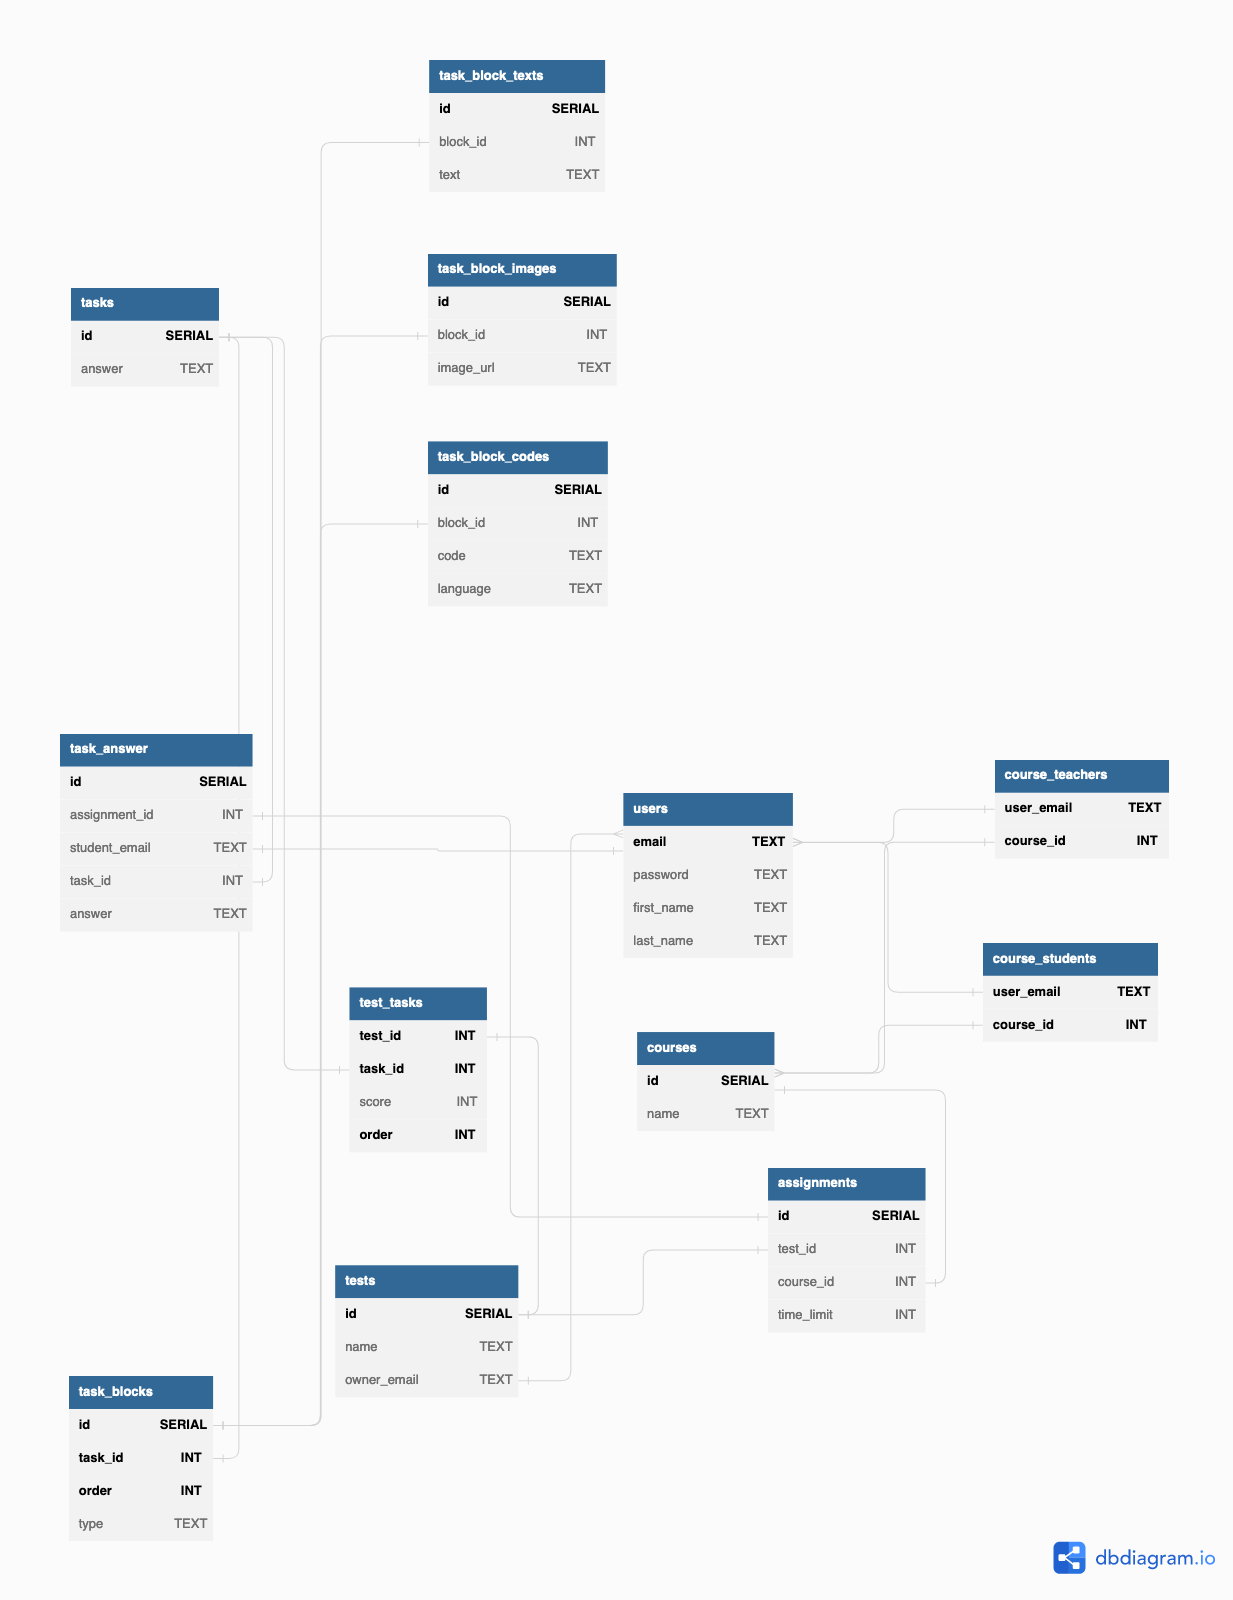 task_block_texts
id SERIAL
block_id INT
text TEXT
task_block_images
id SERIAL
block_id INT
image_url TEXT
tasks
id SERIAL
answer TEXT
task_block_codes
id SERIAL
block_id INT
code TEXT
language TEXT
task_answer
id SERIAL
assignment_id INT
student_email TEXT
task_id INT
answer TEXT
users
email TEXT
password TEXT
first_name TEXT
last_name TEXT
course_teachers
user_email TEXT
course_id INT
course_students
user_email TEXT
course_id INT
test_tasks
test_id INT
task_id INT
score INT
order INT
courses
id SERIAL
name TEXT
assignments
id SERIAL
test_id INT
course_id INT
time_limit INT
tests
id SERIAL
name TEXT
owner_email TEXT
task_blocks
id SERIAL
task_id INT
order INT
type TEXT
dbdiagram.io